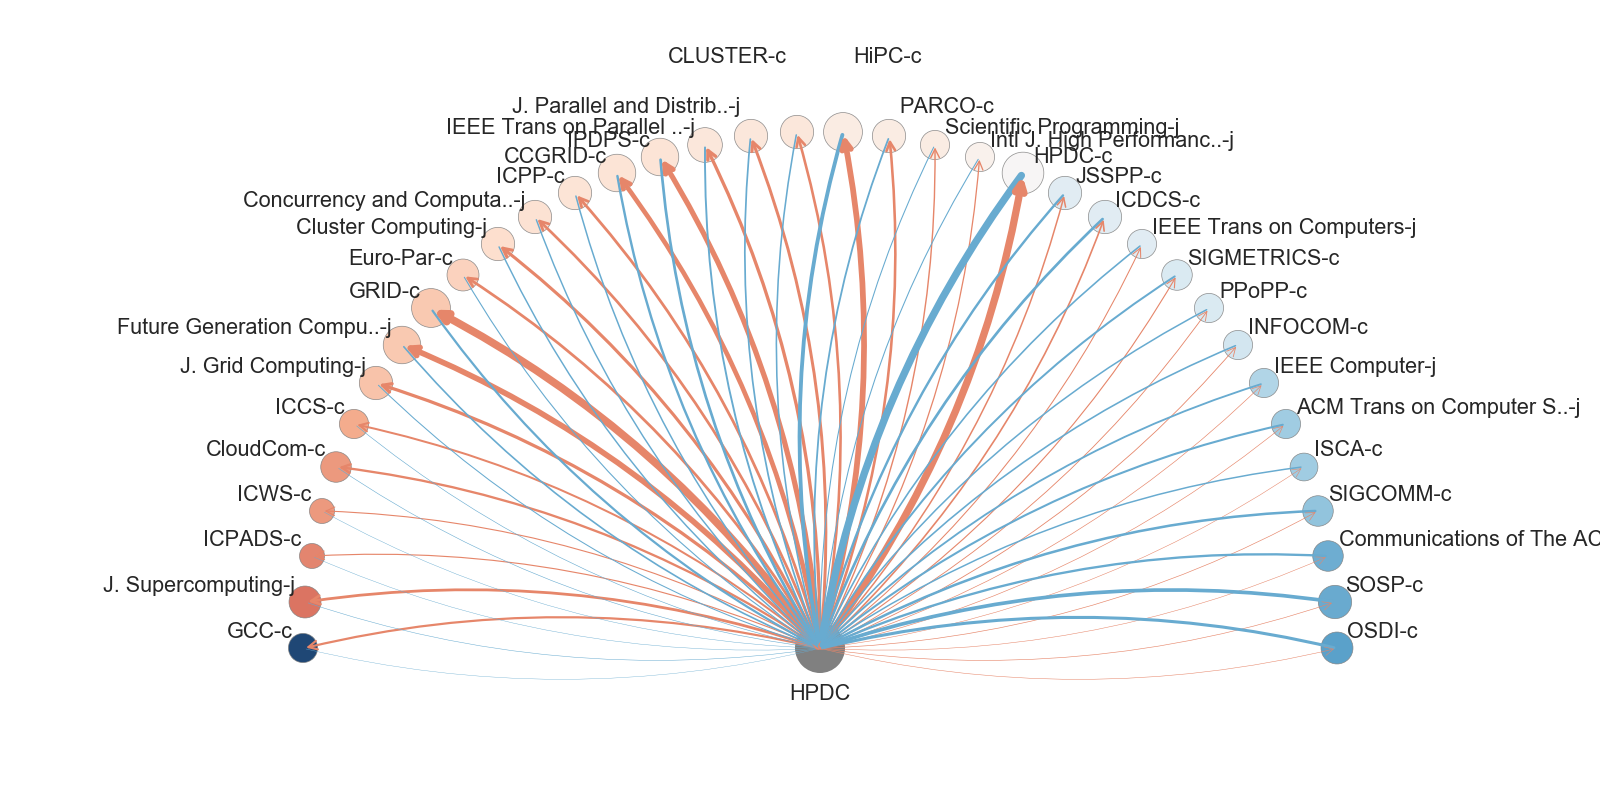 CLUSTER-c
HiPC-c
J. Parallel and Distrib..-j
PARCO-c
IEEE Trans on Parallel ..-j
Scientific Programming-j
IPDPS-c
Intl J. High Performanc..-j
CCGRID-c
HPDC-c
ICPP-c
JSSPP-c
Concurrency and Computa..-j
ICDCS-c
Cluster Computing-j
IEEE Trans on Computers-j
Euro-Par-c
SIGMETRICS-c
GRID-c
PPoPP-c
Future Generation Compu..-j
INFOCOM-c
J. Grid Computing-j
IEEE Computer-j
ICCS-c
ACM Trans on Computer S..-j
CloudCom-c
ISCA-c
ICWS-c
SIGCOMM-c
ICPADS-c
Communications of The AC
J. Supercomputing-j
SOSP-c
GCC-c
OSDI-c
HPDC